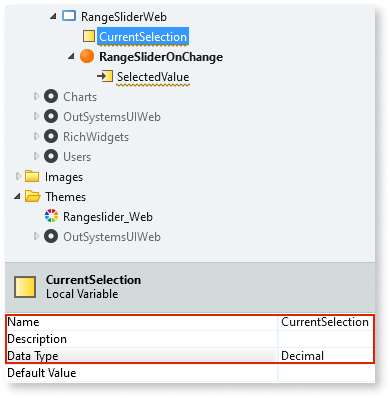 RangeSliderWeb
CurrentSelection
RangeSliderOnChange
SelectedValue
Charts
OutSystemsUIWeb
RichWidgets
Users
Images
Themes
Rangeslider_Web
OutSystemsUIWeb
CurrentSelection
Local Variable
Name CurrentSelection
Description
Data Type Decimal
Default Value